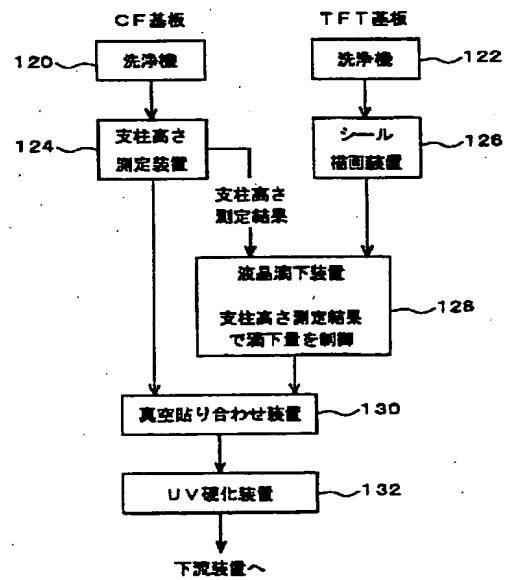 ＣＦ基板
ＴＦＴ基板
120
洗浄機
洗浄機
122
124
支柱高さ
測定装置
シール
描画装置
126
支柱高さ
測定結果
液晶滴下装置
支柱高さ測定結果
で滴下量を制御
128
真空貼り合わせ装置
130
ＵＶ硬化装置
132
下流装置へ